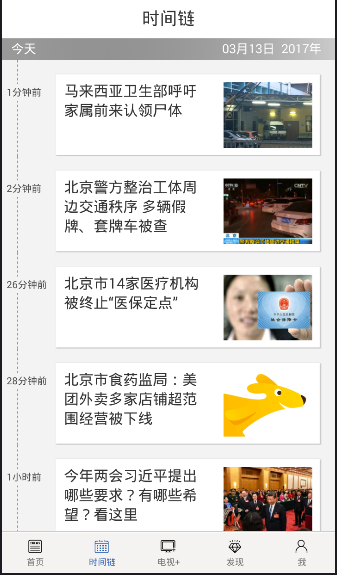 时间链
今天 03月13日 2017年
1分钟前
马来西亚卫生部呼吁
家属前来认领尸体
2分钟前
北京警方整治工体周
边交通秩序 多辆假
牌、套牌车被查
26分钟前
北京市14家医疗机构
被终止“医保定点”
28分钟前
北京市食药监局：美
团外卖多家店铺超范
围经营被下线
1小时前
今年两会习近平提出
哪些要求？有哪些希
望？看这里
首页 时间链 电视+ 发现 我